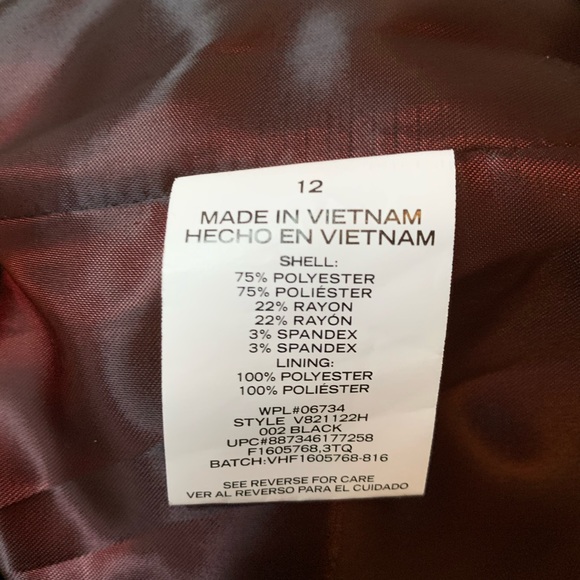 12
MADE IN VIETNAM
HECHO EN VIETNAM
SHELL:
75% POLYESTER
75% POLIÉSTER
22% RAYON
22% RAYÓN
3% SPANDEX
3% SPANDEX
LINING:
100% POLYESTER
100% POLIÉSTER
WPL#06734
STYLE V821122H
002 BLACK
UPC#887346177258
F1605768,3TQ
BATCH:VHF1605768-816
SEE REVERSE FOR CARE
VER AL REVERSO PARA EL CUIDADO